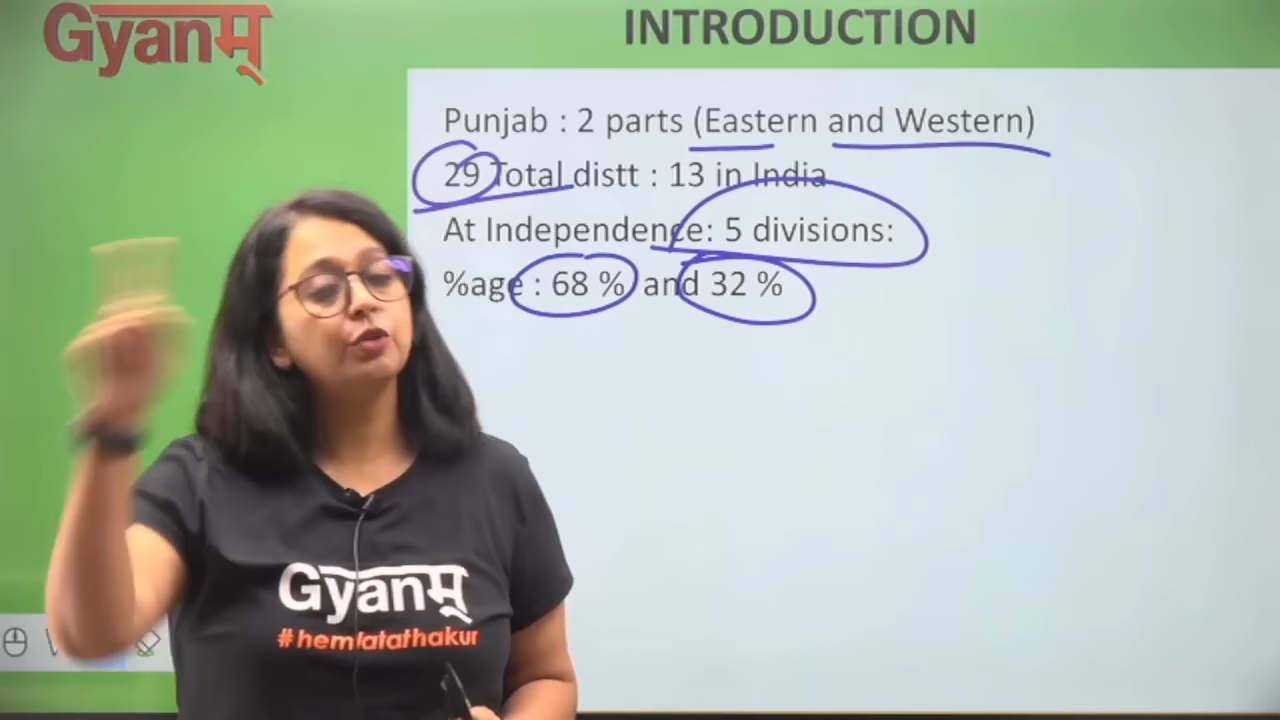 Gyanम्
INTRODUCTION
Punjab : 2 parts (Eastern and Western)
29 Total distt : 13 in India
At Independence: 5 divisions:
%age : 68 % and 32 %
Gyanम्
#hemlatathakur